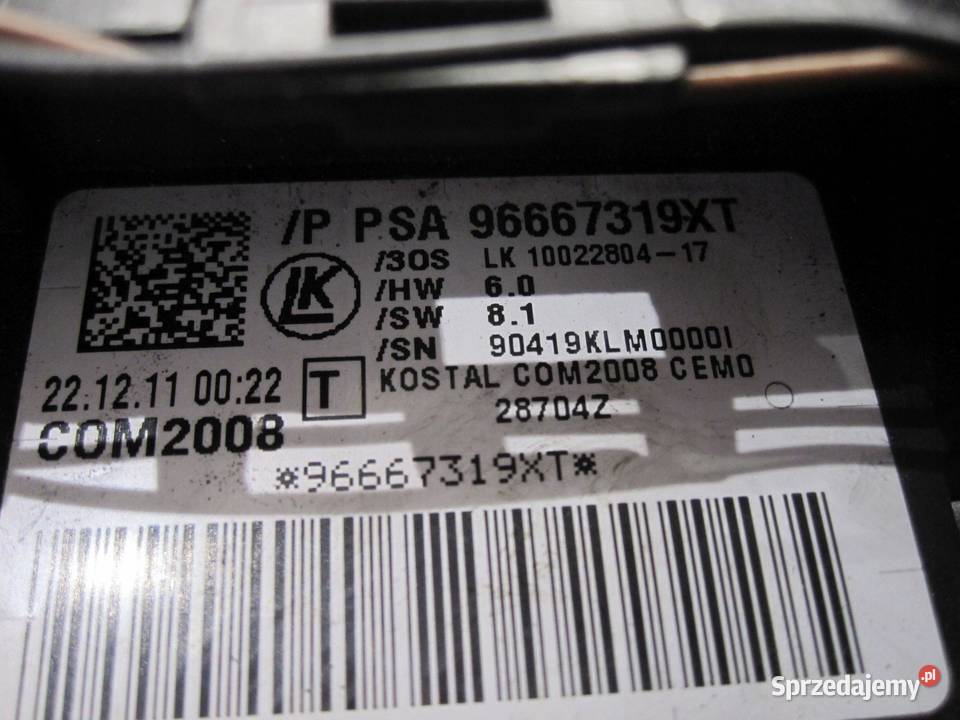 /P PSA 96667319XT
/3OS LK 10022804-17
LK
/HW 6.0
/SW 8.1
/SN 90419KLM0000I
22.12.11 00:22 T KOSTAL COM2008 CEM0
28704Z
COM2008
*96667319XT*
Sprzedajemy.pl